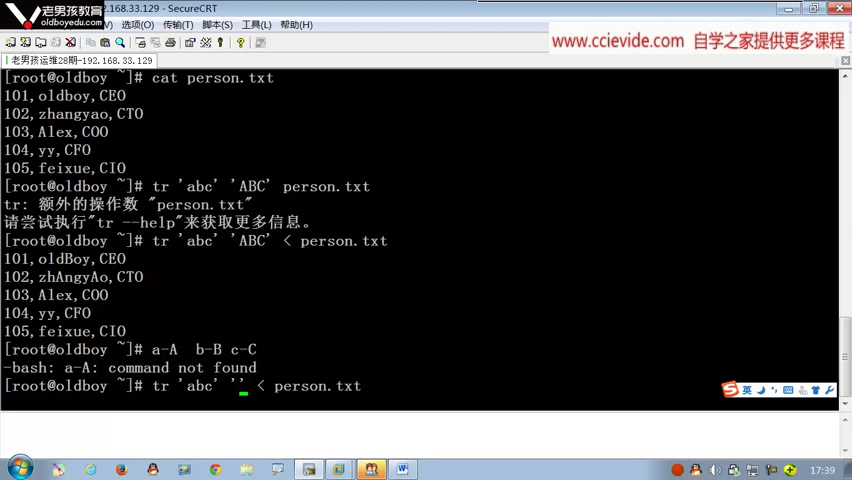 老男孩教育
oldboyedu.com
.168.33.129 - SecureCRT
选项(O) 传输(T) 脚本(S) 工具(L) 帮助(H)
www.ccievide.com 自学之家提供更多课程
老男孩运维28期-192.168.33.129
[root@oldboy ~]# cat person.txt
101,oldboy,CEO
102,zhangyao,CTO
103,Alex,COO
104,yy,CFO
105,feixue,CIO
[root@oldboy ~]# tr 'abc' 'ABC' person.txt
tr: 额外的操作数 "person.txt"
请尝试执行"tr --help"来获取更多信息。
[root@oldboy ~]# tr 'abc' 'ABC' < person.txt
101,oldBoy,CEO
102,zhAngyAo,CTO
103,Alex,COO
104,yy,CFO
105,feixue,CIO
[root@oldboy ~]# a-A  b-B c-C
-bash: a-A: command not found
[root@oldboy ~]# tr 'abc' '' < person.txt
英
17:39